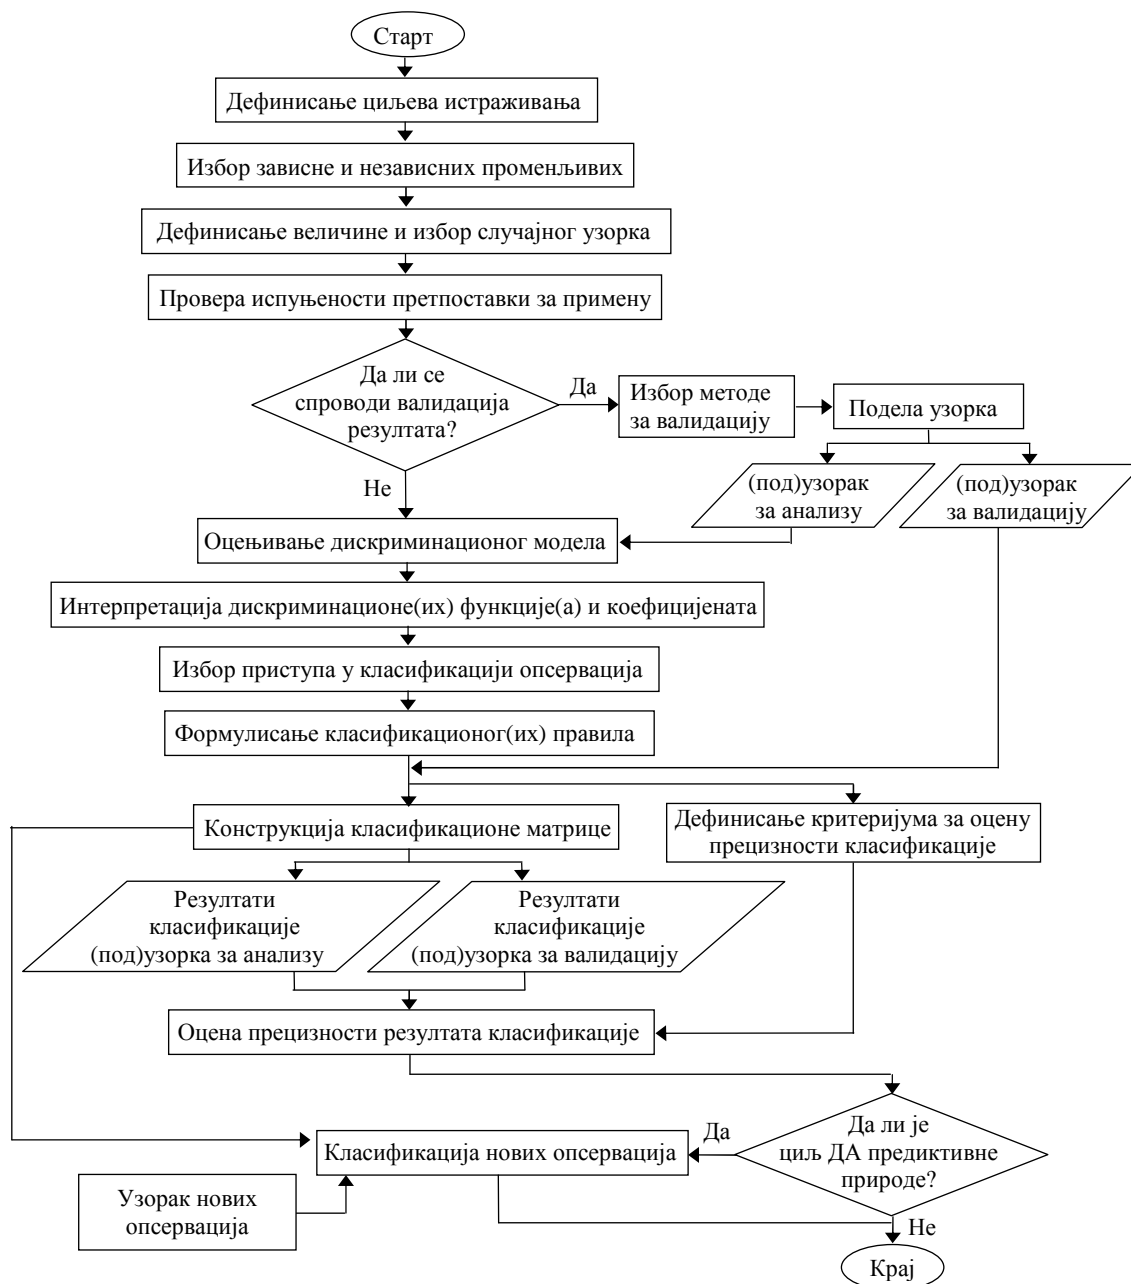 Старт
Дефинисање циљева истраживања
Избор зависне и независних променљивих
Дефинисање величине и избор случајног узорка
Провера испуњености претпоставки за примену
Да ли се
спроводи валидација
резултата?
Да
Избор методе
за валидацију
Подела узорка
(под)узорак
за анализу
(под)узорак
за валидацију
Не
Оцењивање дискриминационог модела
Интерпретација дискриминационе(их) функције(а) и коефицијената
Избор приступа у класификацији опсервација
Формулисање класификационог(их) правила
Конструкција класификационе матрице
Дефинисање критеријума за оцену
прецизности класификације
Резултати
класификације
(под)узорка за анализу
Резултати
класификације
(под)узорка за валидацију
Оцена прецизности резултата класификације
Да ли је
циљ ДА предиктивне
природе?
Да
Класификација нових опсервација
Узорак нових
опсервација
Не
Крај